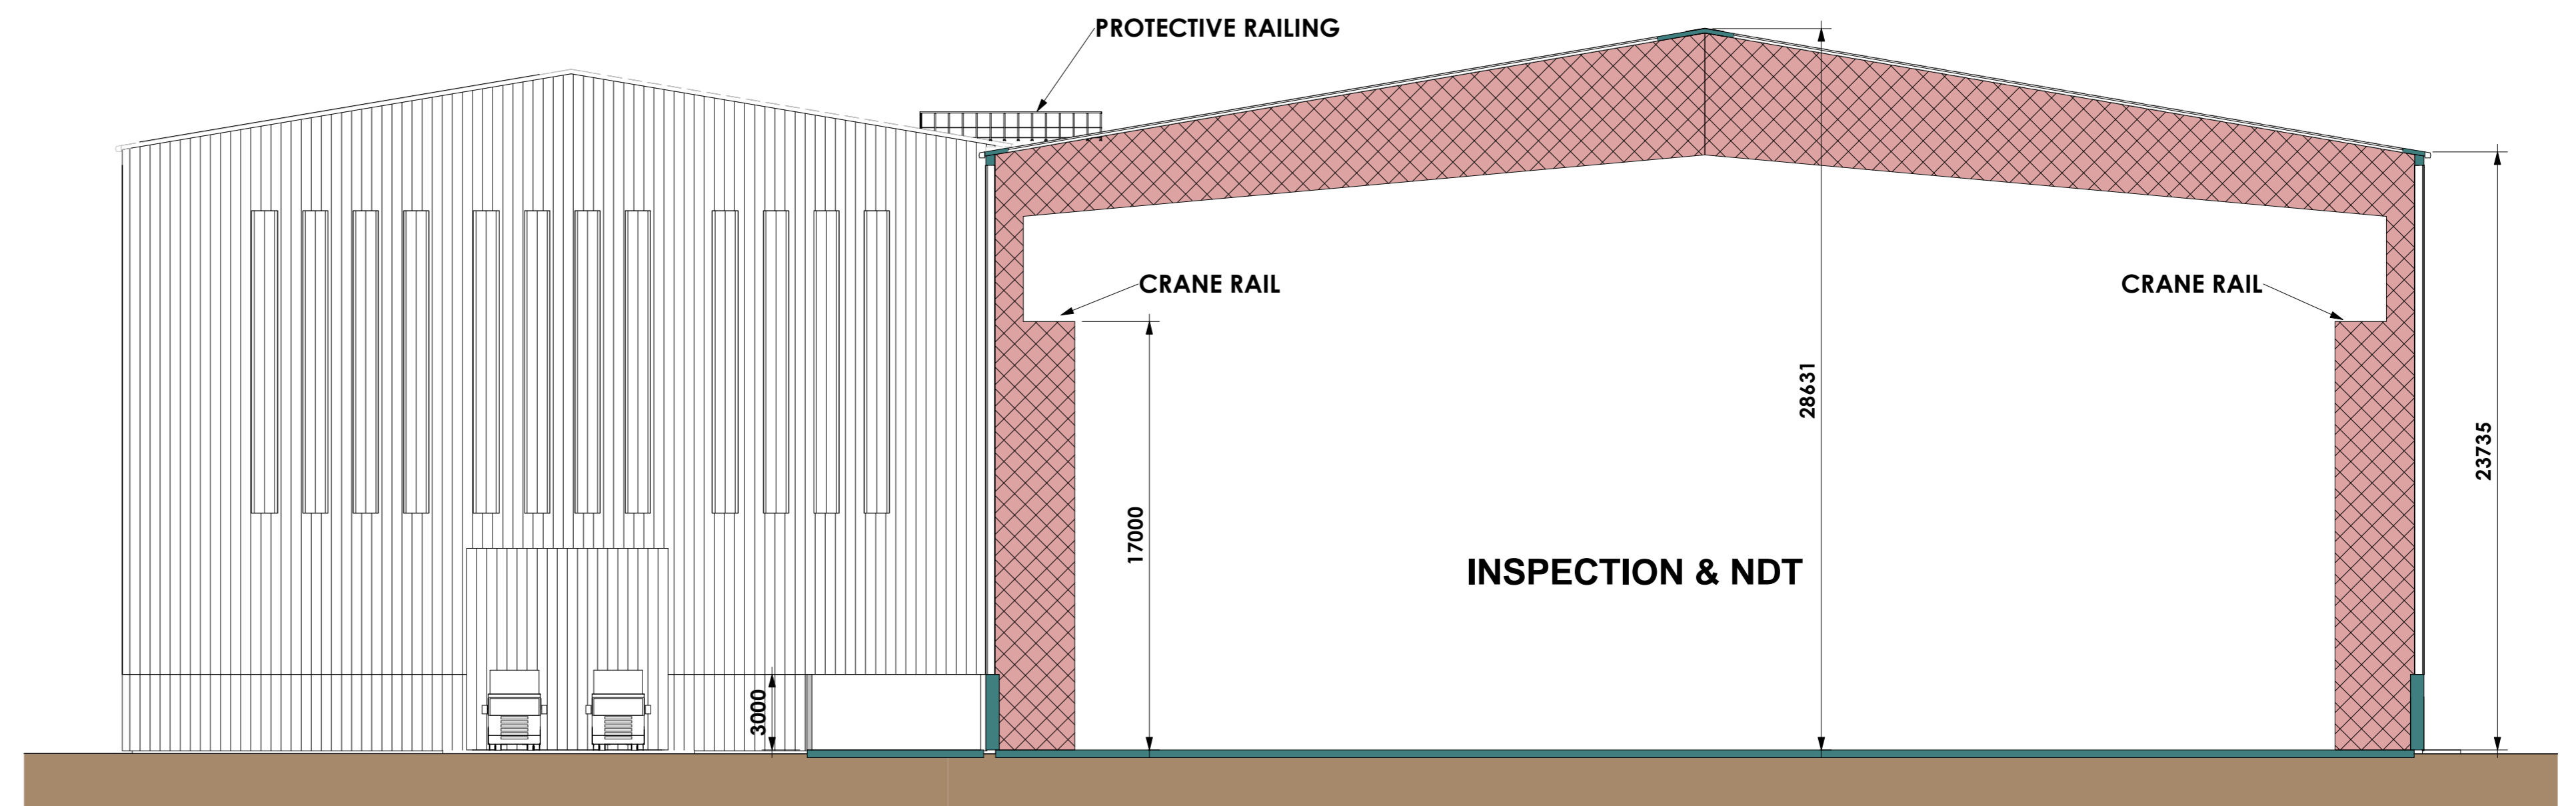 PROTECTIVE RAILING
CRANE RAIL
CRANE RAIL
28631
23735
17000
INSPECTION & NDT
3000